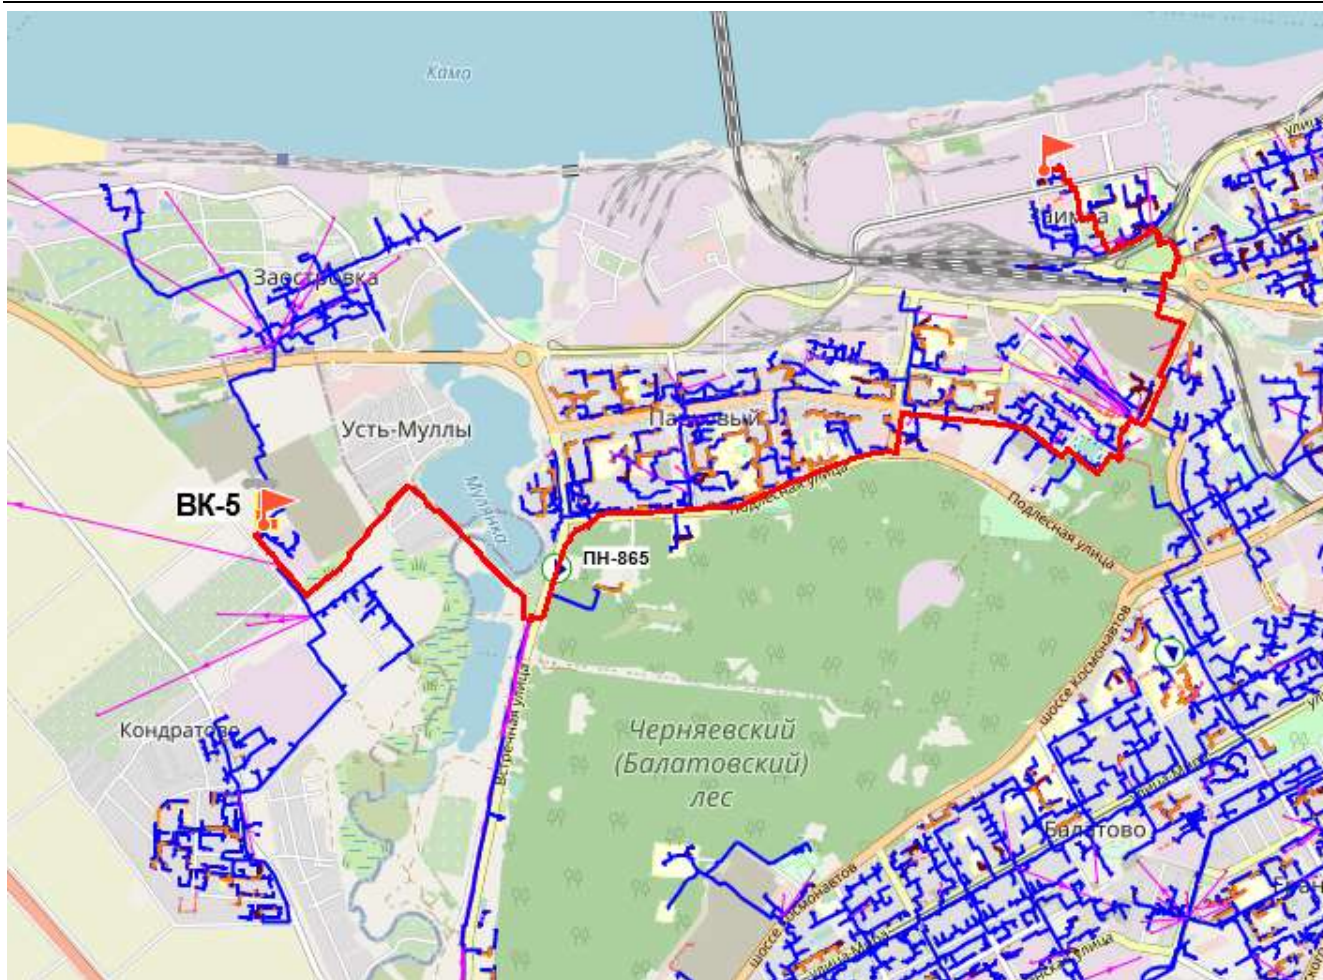 Кама
Заостровка
Усть-Муллы
Парковый
ВК-5
Мулянка
Подлесная улица
Подлесная улица
ПН-865
шоссе Космонавтов
Встречная улица
Кондратово
Черняевский
(Балатовский)
лес
Балатово
шоссе Космонавтов